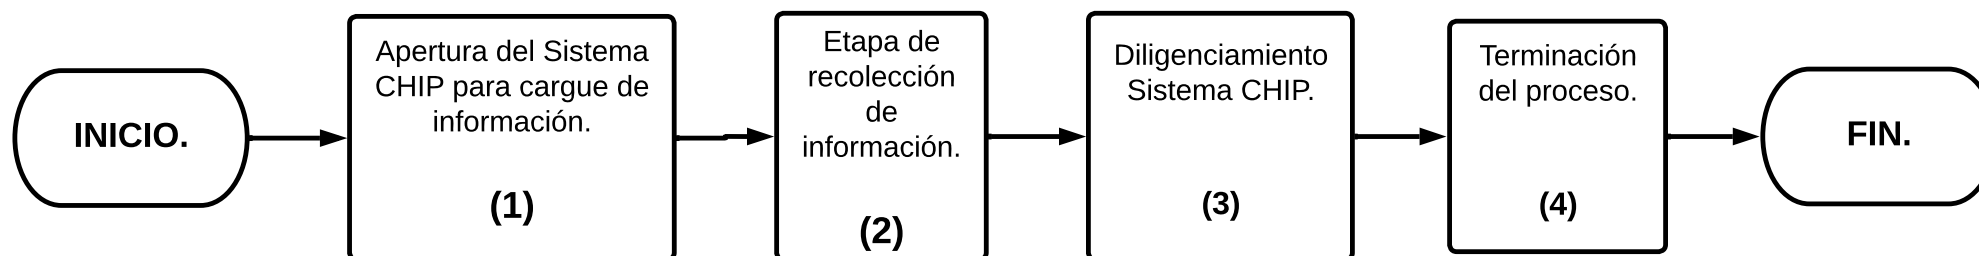 INICIO.
Apertura del Sistema
CHIP para cargue de
información.
(1)
Etapa de
recolección
de
información.
(2)
Diligenciamiento
Sistema CHIP.
(3)
Terminación
del proceso.
(4)
FIN.